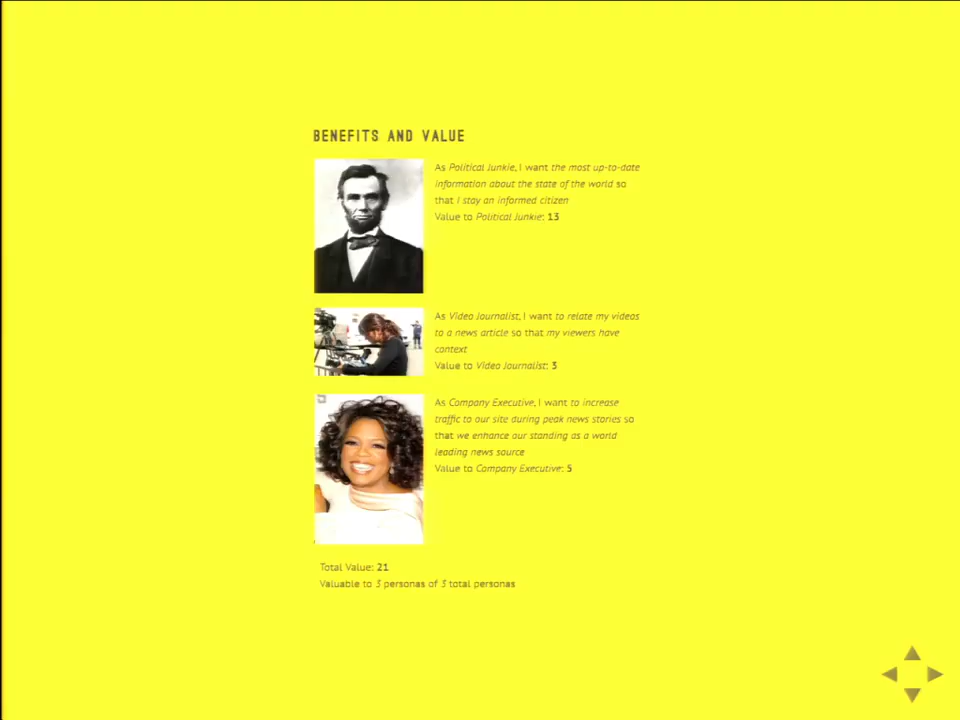 BENEFITS AND VALUE
As Political Junkie, I want the most up-to-date
information about the state of the world so
that I stay an informed citizen
Value to Political Junkie: 13
As Video Journalist, I want to relate my videos
to a news article so that my viewers have
context
Value to Video Journalist: 3
As Company Executive, I want to increase
traffic to our site during peak news stories so
that we enhance our standing as a world
leading news source
Value to Company Executive: 5
Total Value: 21
Valuable to 3 personas of 3 total personas